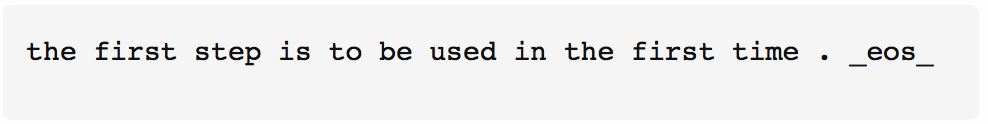 the first step is to be used in the first time . _eos_